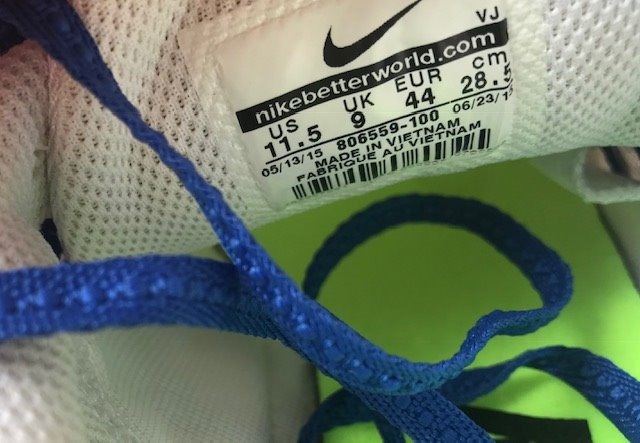 VJ
nikebetterworld.com
US UK EUR cm
11.5 9 44 28.5
05/13/15 806559-100 06/23/1
MADE IN VIETNAM
FABRIQUE AU VIETNAM